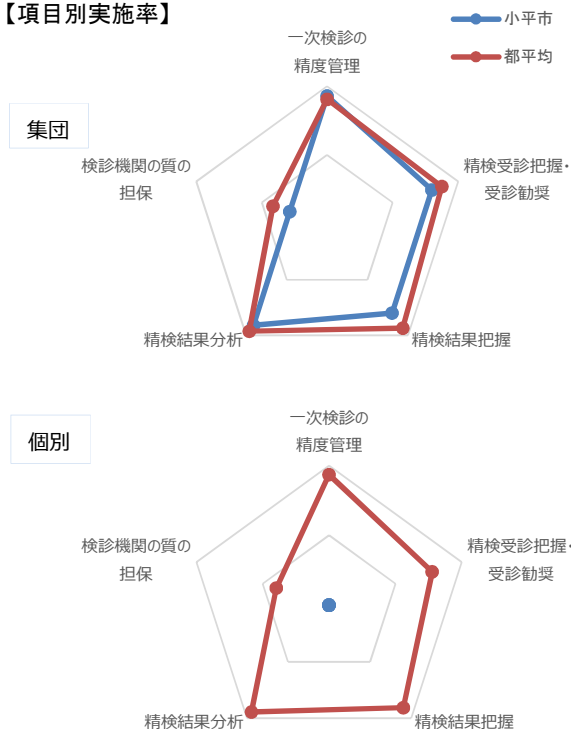 【項目別実施率】
小平市
都平均
集団
一次検診の
精度管理
精検受診把握・
受診勧奨
精検結果把握
精検結果分析
検診機関の質の
担保
個別
一次検診の
精度管理
精検受診把握・
受診勧奨
精検結果把握
精検結果分析
検診機関の質の
担保